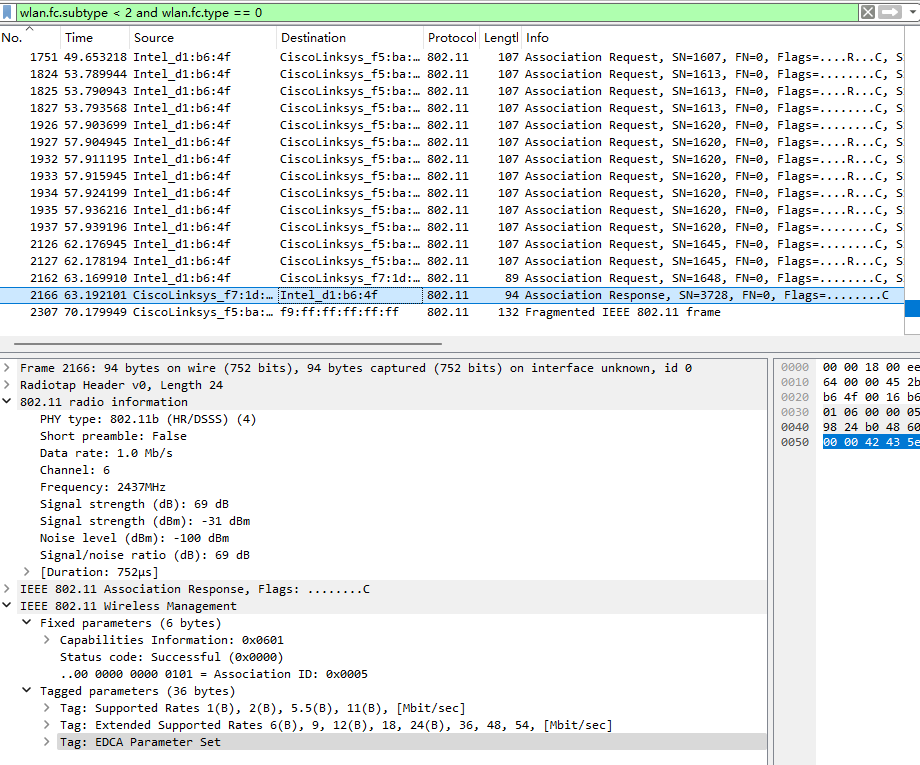 wlan.fc.subtype < 2 and wlan.fc.type == 0
No. Time Source Destination Protocol Lengtl Info
1751 49.653218 Intel_d1:b6:4f CiscoLinksys_f5:ba:… 802.11 107 Association Request, SN=1607, FN=0, Flags=....R...C, S
1824 53.789944 Intel_d1:b6:4f CiscoLinksys_f5:ba:… 802.11 107 Association Request, SN=1613, FN=0, Flags=........C, S
1825 53.790943 Intel_d1:b6:4f CiscoLinksys_f5:ba:… 802.11 107 Association Request, SN=1613, FN=0, Flags=....R...C, S
1827 53.793568 Intel_d1:b6:4f CiscoLinksys_f5:ba:… 802.11 107 Association Request, SN=1613, FN=0, Flags=....R...C, S
1926 57.903699 Intel_d1:b6:4f CiscoLinksys_f5:ba:… 802.11 107 Association Request, SN=1620, FN=0, Flags=........C, S
1927 57.904945 Intel_d1:b6:4f CiscoLinksys_f5:ba:… 802.11 107 Association Request, SN=1620, FN=0, Flags=....R...C, S
1932 57.911195 Intel_d1:b6:4f CiscoLinksys_f5:ba:… 802.11 107 Association Request, SN=1620, FN=0, Flags=....R...C, S
1933 57.915945 Intel_d1:b6:4f CiscoLinksys_f5:ba:… 802.11 107 Association Request, SN=1620, FN=0, Flags=....R...C, S
1934 57.924199 Intel_d1:b6:4f CiscoLinksys_f5:ba:… 802.11 107 Association Request, SN=1620, FN=0, Flags=....R...C, S
1935 57.936216 Intel_d1:b6:4f CiscoLinksys_f5:ba:… 802.11 107 Association Request, SN=1620, FN=0, Flags=....R...C, S
1937 57.939196 Intel_d1:b6:4f CiscoLinksys_f5:ba:… 802.11 107 Association Request, SN=1620, FN=0, Flags=....R...C, S
2126 62.176945 Intel_d1:b6:4f CiscoLinksys_f5:ba:… 802.11 107 Association Request, SN=1645, FN=0, Flags=........C, S
2127 62.178194 Intel_d1:b6:4f CiscoLinksys_f5:ba:… 802.11 107 Association Request, SN=1645, FN=0, Flags=....R...C, S
2162 63.169910 Intel_d1:b6:4f CiscoLinksys_f7:1d:… 802.11 89 Association Request, SN=1648, FN=0, Flags=........C, S
2166 63.192101 CiscoLinksys_f7:1d:… Intel_d1:b6:4f 802.11 94 Association Response, SN=3728, FN=0, Flags=........C
2307 70.179949 CiscoLinksys_f5:ba:… f9:ff:ff:ff:ff:ff 802.11 132 Fragmented IEEE 802.11 frame
Frame 2166: 94 bytes on wire (752 bits), 94 bytes captured (752 bits) on interface unknown, id 0
Radiotap Header v0, Length 24
802.11 radio information
PHY type: 802.11b (HR/DSSS) (4)
Short preamble: False
Data rate: 1.0 Mb/s
Channel: 6
Frequency: 2437MHz
Signal strength (dB): 69 dB
Signal strength (dBm): -31 dBm
Noise level (dBm): -100 dBm
Signal/noise ratio (dB): 69 dB
[Duration: 752µs]
IEEE 802.11 Association Response, Flags: ........C
IEEE 802.11 Wireless Management
Fixed parameters (6 bytes)
Capabilities Information: 0x0601
Status code: Successful (0x0000)
..00 0000 0000 0101 = Association ID: 0x0005
Tagged parameters (36 bytes)
Tag: Supported Rates 1(B), 2(B), 5.5(B), 11(B), [Mbit/sec]
Tag: Extended Supported Rates 6(B), 9, 12(B), 18, 24(B), 36, 48, 54, [Mbit/sec]
Tag: EDCA Parameter Set
0000 00 00 18 00 ee
0010 64 00 00 45 2b
0020 b6 4f 00 16 b6
0030 01 06 00 00 05
0040 98 24 b0 48 60
0050 00 00 42 43 5e